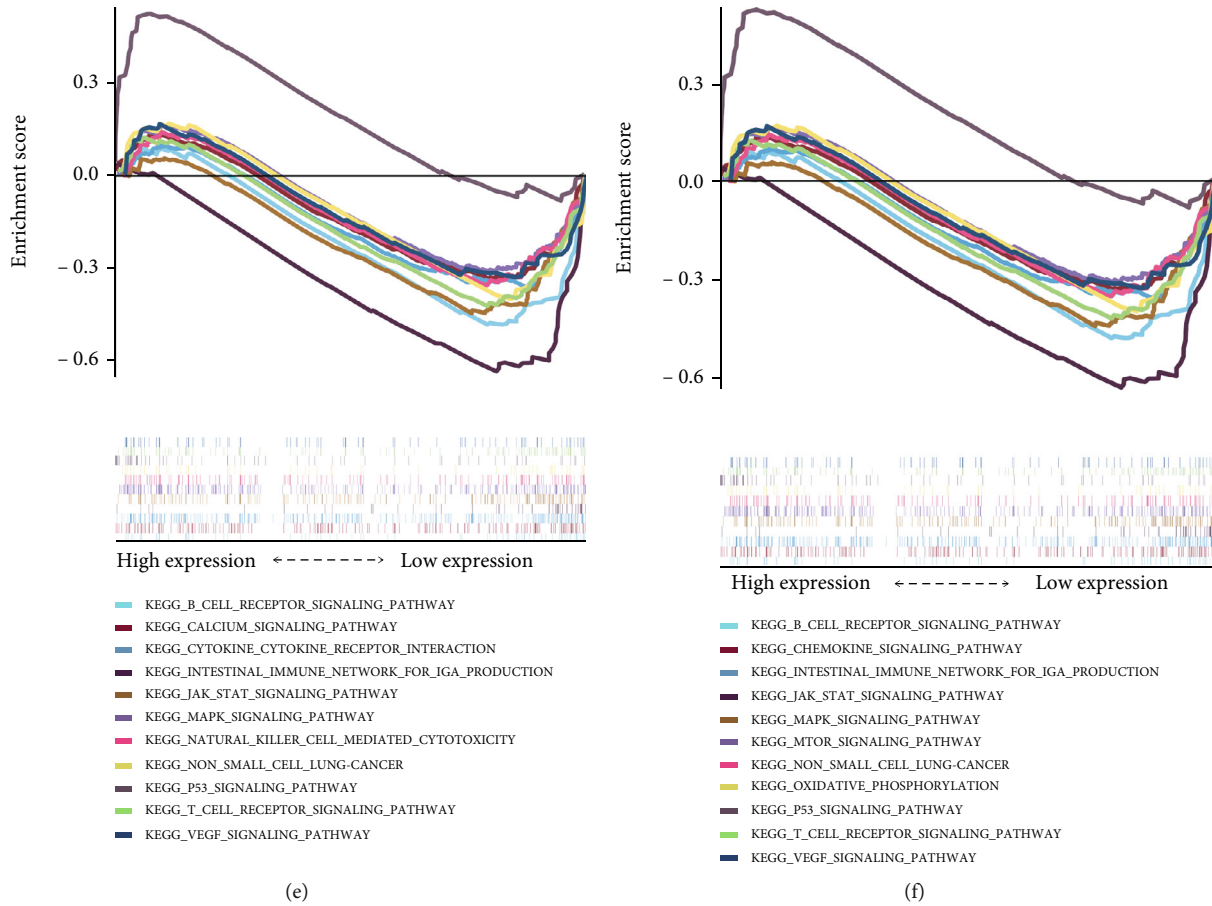 Enrichment score
0.3
0.0
– 0.3
– 0.6
High expression
Low expression
KEGG_B_CELL_RECEPTOR_SIGNALING_PATHWAY
KEGG_CALCIUM_SIGNALING_PATHWAY
KEGG_CYTOKINE_CYTOKINE_RECEPTOR_INTERACTION
KEGG_INTESTINAL_IMMUNE_NETWORK_FOR_IGA_PRODUCTION
KEGG_JAK_STAT_SIGNALING_PATHWAY
KEGG_MAPK_SIGNALING_PATHWAY
KEGG_NATURAL_KILLER_CELL_MEDIATED_CYTOTOXICITY
KEGG_NON_SMALL_CELL_LUNG-CANCER
KEGG_P53_SIGNALING_PATHWAY
KEGG_T_CELL_RECEPTOR_SIGNALING_PATHWAY
KEGG_VEGF_SIGNALING_PATHWAY
(e)
Enrichment score
0.3
0.0
– 0.3
– 0.6
High expression
Low expression
KEGG_B_CELL_RECEPTOR_SIGNALING_PATHWAY
KEGG_CHEMOKINE_SIGNALING_PATHWAY
KEGG_INTESTINAL_IMMUNE_NETWORK_FOR_IGA_PRODUCTION
KEGG_JAK_STAT_SIGNALING_PATHWAY
KEGG_MAPK_SIGNALING_PATHWAY
KEGG_MTOR_SIGNALING_PATHWAY
KEGG_NON_SMALL_CELL_LUNG-CANCER
KEGG_OXIDATIVE_PHOSPHORYLATION
KEGG_P53_SIGNALING_PATHWAY
KEGG_T_CELL_RECEPTOR_SIGNALING_PATHWAY
KEGG_VEGF_SIGNALING_PATHWAY
(f)